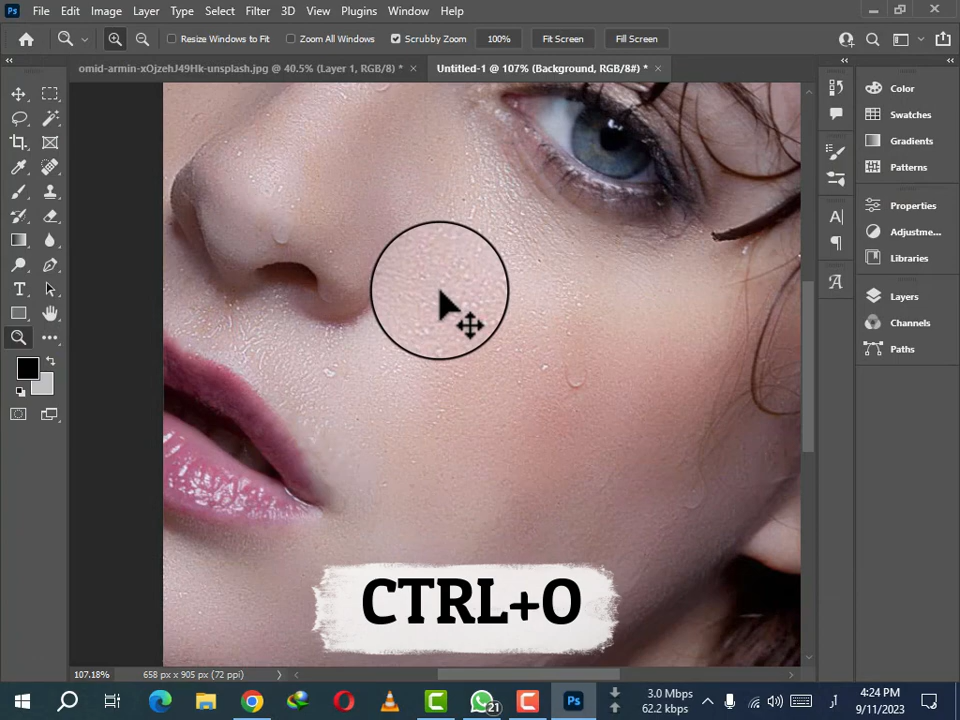 Ps File Edit Image Layer Type Select Filter 3D View Plugins Window Help
Resize Windows to Fit Zoom All Windows Scrubby Zoom 100% Fit Screen Fill Screen
omid-armin-xOjzehJ49Hk-unsplash.jpg @ 40.5% (Layer 1, RGB/8) * × Untitled-1 @ 107% (Background, RGB/8#) * ×
Color
Swatches
Gradients
Patterns
Properties
Adjustme...
Libraries
Layers
Channels
Paths
CTRL+O
107.18% 658 px x 905 px (72 ppi)
21
Ps
3.0 Mbps
62.2 kbps
4:24 PM
9/11/2023